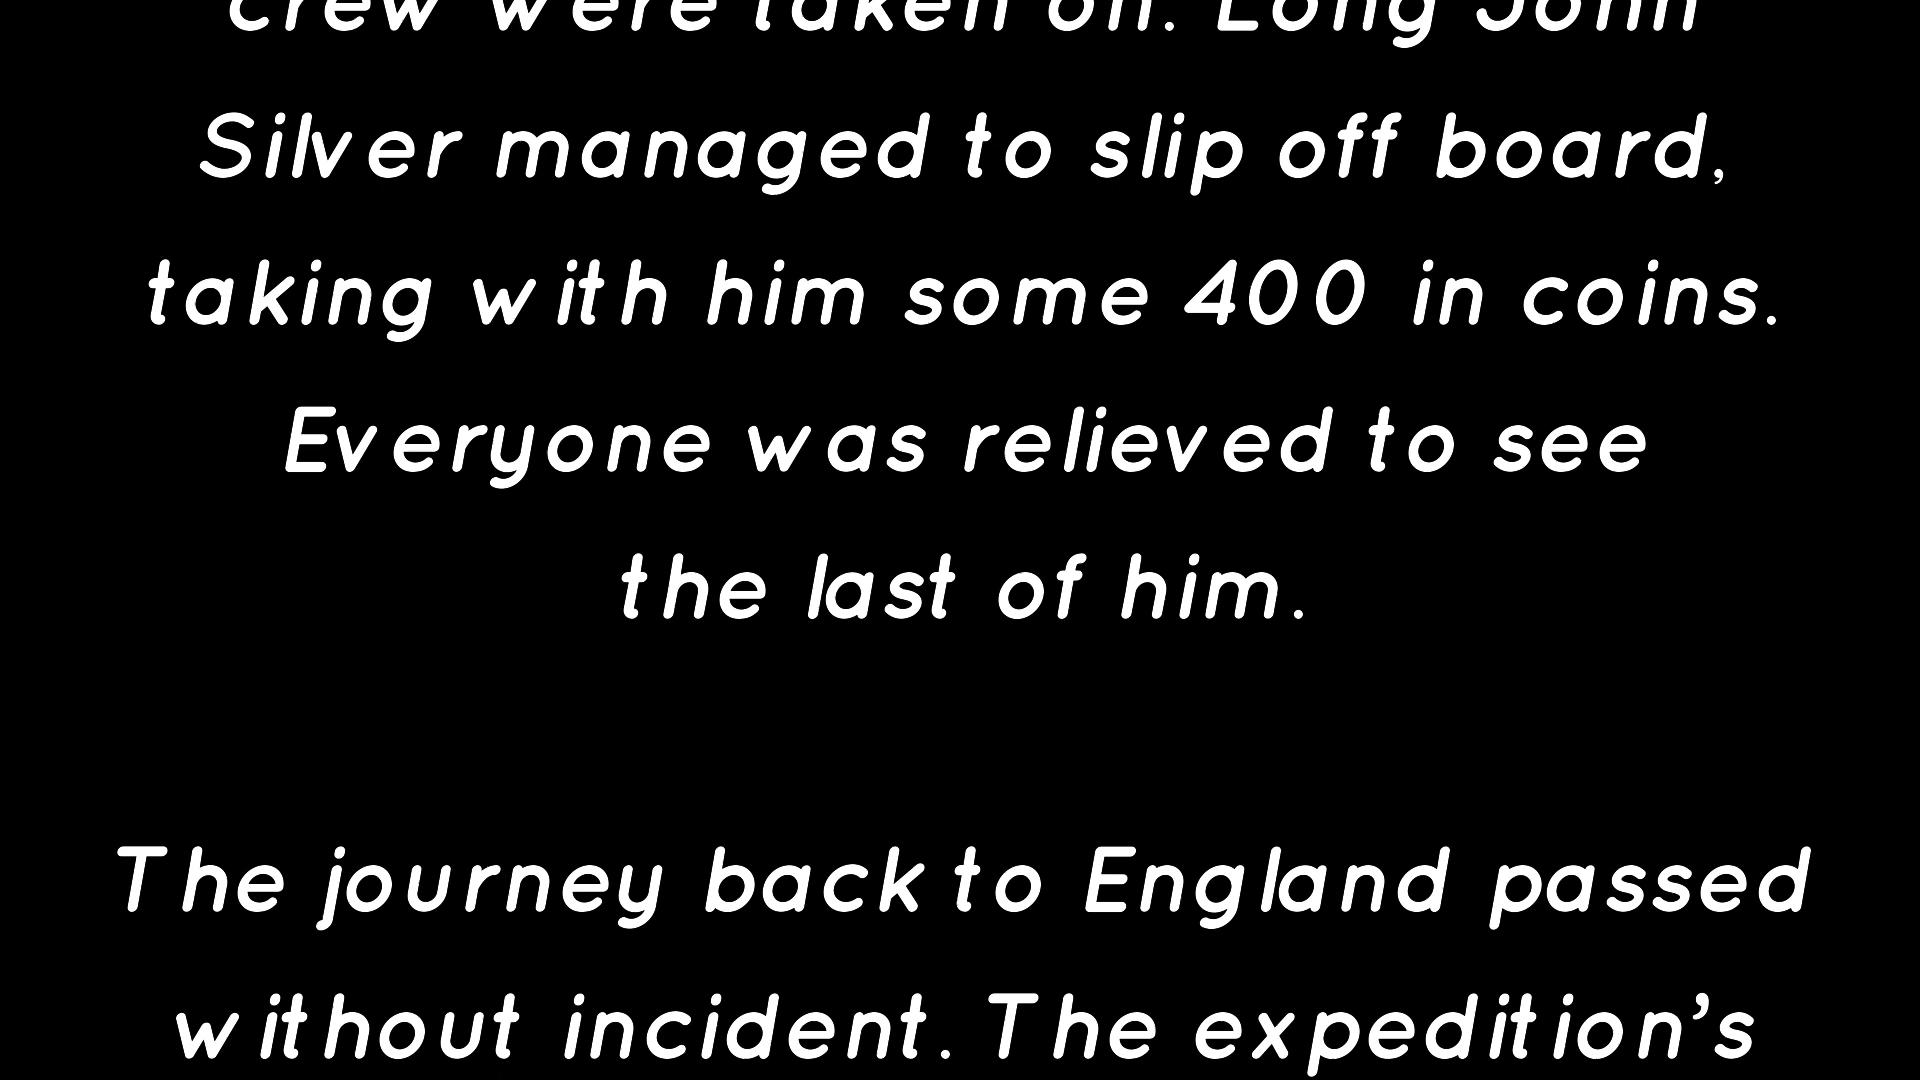 crew were taken on. Long John
Silver managed to slip off board,
taking with him some 400 in coins.
Everyone was relieved to see
the last of him.
The journey back to England passed
without incident. The expedition’s